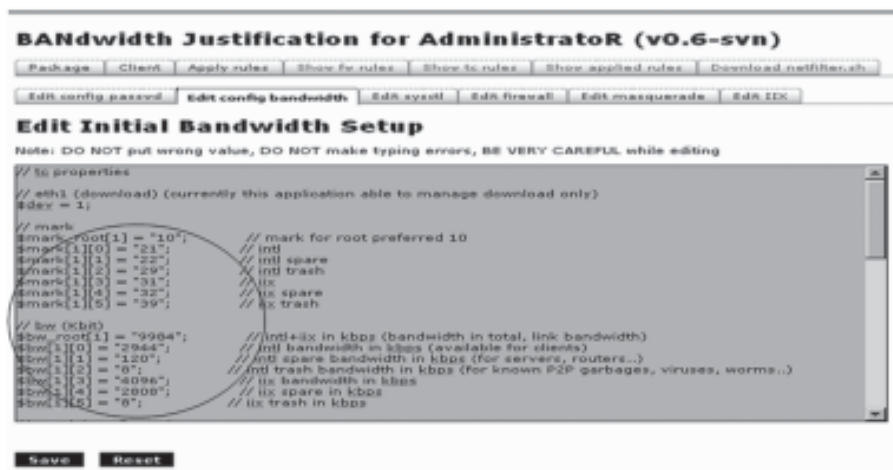 BANdwidth Justification for AdministratoR (v0.6-svn)
Package Client Apply rules Show fw rules Show tc rules Show applied rules Download netfilter.sh
Edit config passwd Edit config bandwidth Edit sysctl Edit firewall Edit masquerade Edit IIX
Edit Initial Bandwidth Setup
Note: DO NOT put wrong value, DO NOT make typing errors, BE VERY CAREFUL while editing
// tc properties
// eth1 (download) (currently this application able to manage download only)
$dev = 1;
// mark
$mark_root[1] = "10"; // mark for root preferred 10
$mark[1][0] = "21"; // intl
$mark[1][1] = "22"; // intl spare
$mark[1][2] = "29"; // intl trash
$mark[1][3] = "31"; // iix
$mark[1][4] = "32"; // iix spare
$mark[1][5] = "39"; // iix trash
// bw (Kbit)
$bw_root[1] = "9984"; // intl+iix in kbps (bandwidth in total, link bandwidth)
$bw[1][0] = "2944"; // intl bandwidth in kbps (available for clients)
$bw[1][1] = "120"; // intl spare bandwidth in kbps (for servers, routers..)
$bw[1][2] = "8"; // intl trash bandwidth in kbps (for known P2P garbages, viruses, worms..)
$bw[1][3] = "4096"; // iix bandwidth in kbps
$bw[1][4] = "2808"; // iix spare in kbps
$bw[1][5] = "8"; // iix trash in kbps
Save Reset